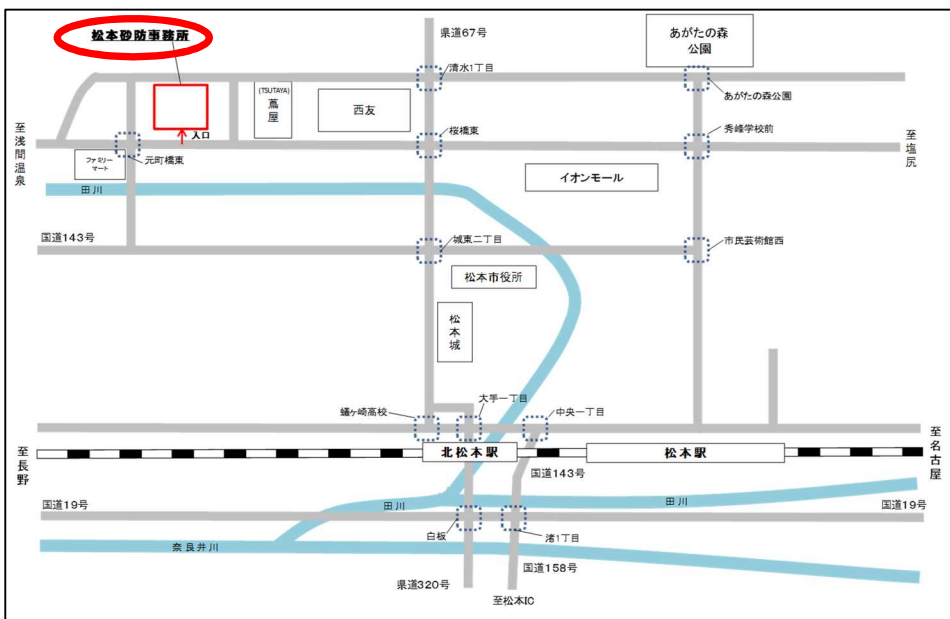 県道67号
あがたの森
公園
松本砂防事務所
清水1丁目
(TSUTAYA)
蔦屋
西友
あがたの森公園
至浅間温泉
入口
桜橋東
秀峰学校前
至塩尻
ファミリー
マート
元町橋東
イオンモール
田川
国道143号
城東二丁目
市民芸術館西
松本市役所
松本城
蟻ヶ崎高校
大手一丁目
中央一丁目
至長野
北松本駅
松本駅
至名古屋
国道143号
国道19号
田川
田川
国道19号
白板
渚1丁目
奈良井川
国道158号
県道320号
至松本IC